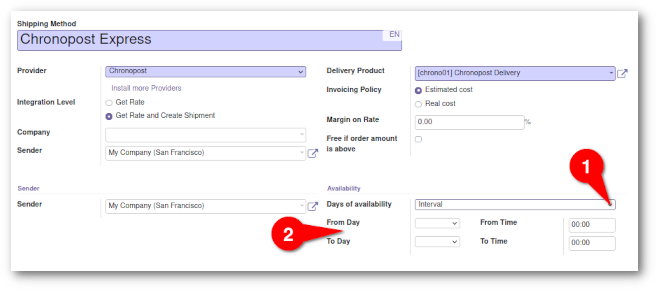 Shipping Method
Chronopost Express EN
Provider Chronopost Delivery Product [chrono01] Chronopost Delivery
Install more Providers Invoicing Policy Estimated cost
Integration Level Get Rate Real cost
Get Rate and Create Shipment Margin on Rate 0.00 %
Company Free if order amount is above
Sender My Company (San Francisco)
Sender Availability
Sender My Company (San Francisco) Days of availability Interval 1
From Day From Time 00:00
2
To Day To Time 00:00